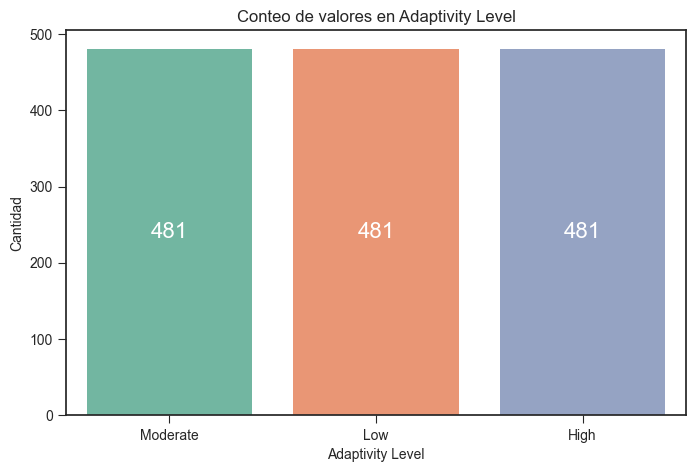 Conteo de valores en Adaptivity Level
500
400
300
200
100
0
Cantidad
481
481
481
Moderate
Low
High
Adaptivity Level